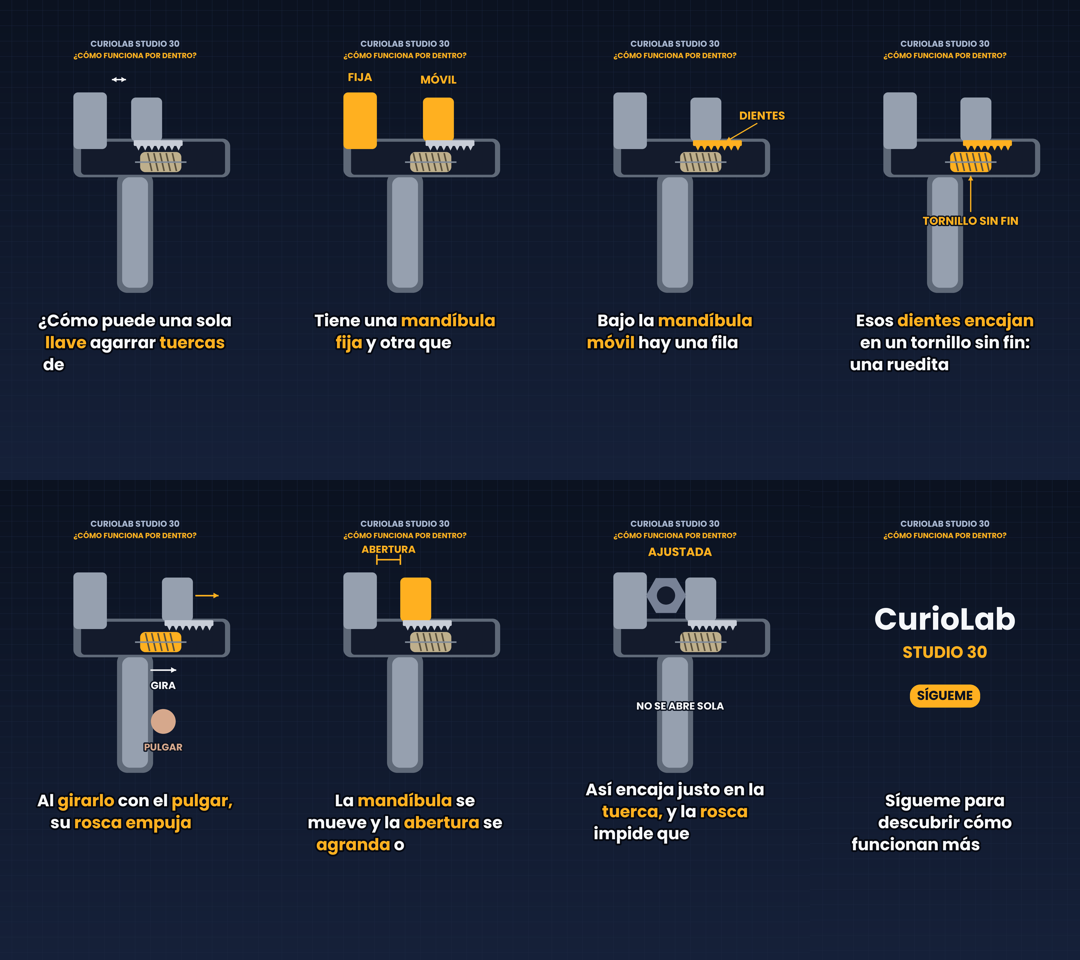 CURIOLAB STUDIO 30
¿CÓMO FUNCIONA POR DENTRO?
¿Cómo puede una sola
llave agarrar tuercas
de
CURIOLAB STUDIO 30
¿CÓMO FUNCIONA POR DENTRO?
FIJA
MÓVIL
Tiene una mandíbula
fija y otra que
CURIOLAB STUDIO 30
¿CÓMO FUNCIONA POR DENTRO?
DIENTES
Bajo la mandíbula
móvil hay una fila
CURIOLAB STUDIO 30
¿CÓMO FUNCIONA POR DENTRO?
TORNILLO SIN FIN
Esos dientes encajan
en un tornillo sin fin:
una ruedita
CURIOLAB STUDIO 30
¿CÓMO FUNCIONA POR DENTRO?
GIRA
PULGAR
Al girarlo con el pulgar,
su rosca empuja
CURIOLAB STUDIO 30
¿CÓMO FUNCIONA POR DENTRO?
ABERTURA
La mandíbula se
mueve y la abertura se
agranda o
CURIOLAB STUDIO 30
¿CÓMO FUNCIONA POR DENTRO?
AJUSTADA
NO SE ABRE SOLA
Así encaja justo en la
tuerca, y la rosca
impide que
CURIOLAB STUDIO 30
¿CÓMO FUNCIONA POR DENTRO?
CurioLab
STUDIO 30
SÍGUEME
Sígueme para
descubrir cómo
funcionan más